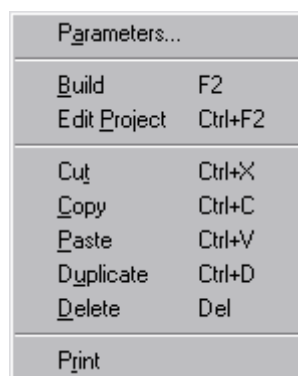 Parameters...
Build F2
Edit Project Ctrl+F2
Cut Ctrl+X
Copy Ctrl+C
Paste Ctrl+V
Duplicate Ctrl+D
Delete Del
Print